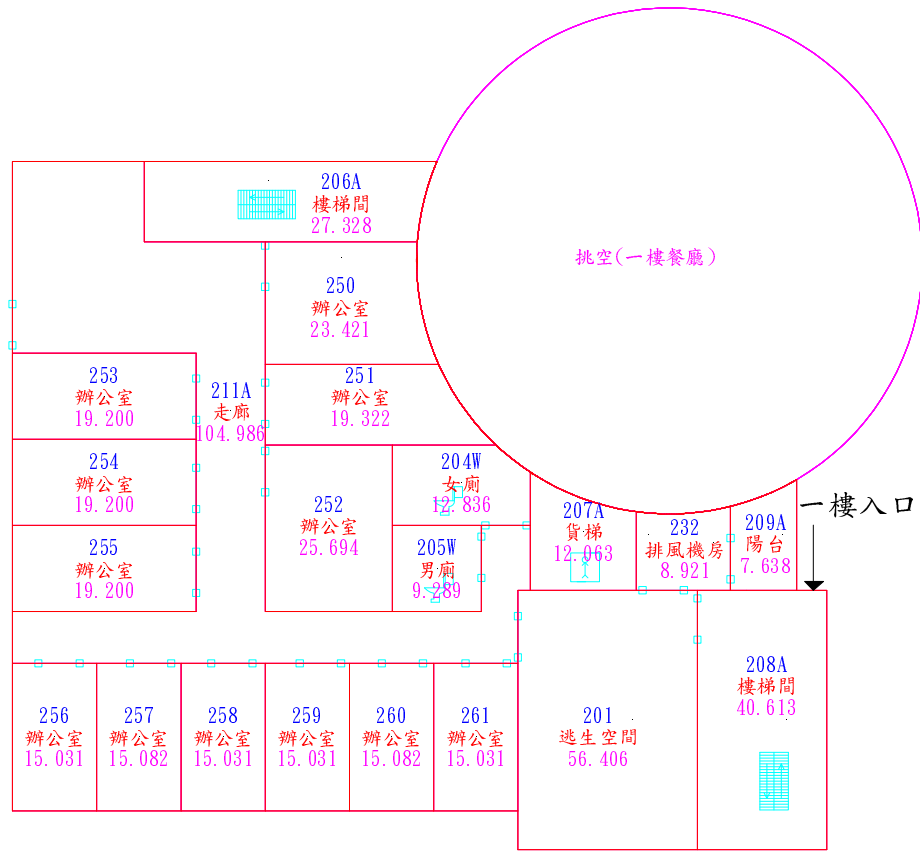 206A
樓梯間
27.328
挑空(一樓餐廳)
250
辦公室
23.421
253
辦公室
19.200
211A
走廊
104.986
251
辦公室
19.322
254
辦公室
19.200
252
辦公室
25.694
204W
女廁
12.836
255
辦公室
19.200
205W
男廁
9.289
207A
貨梯
12.063
232
排風機房
8.921
209A
陽台
7.638
一樓入口
256
辦公室
15.031
257
辦公室
15.082
258
辦公室
15.031
259
辦公室
15.031
260
辦公室
15.082
261
辦公室
15.031
201
逃生空間
56.406
208A
樓梯間
40.613